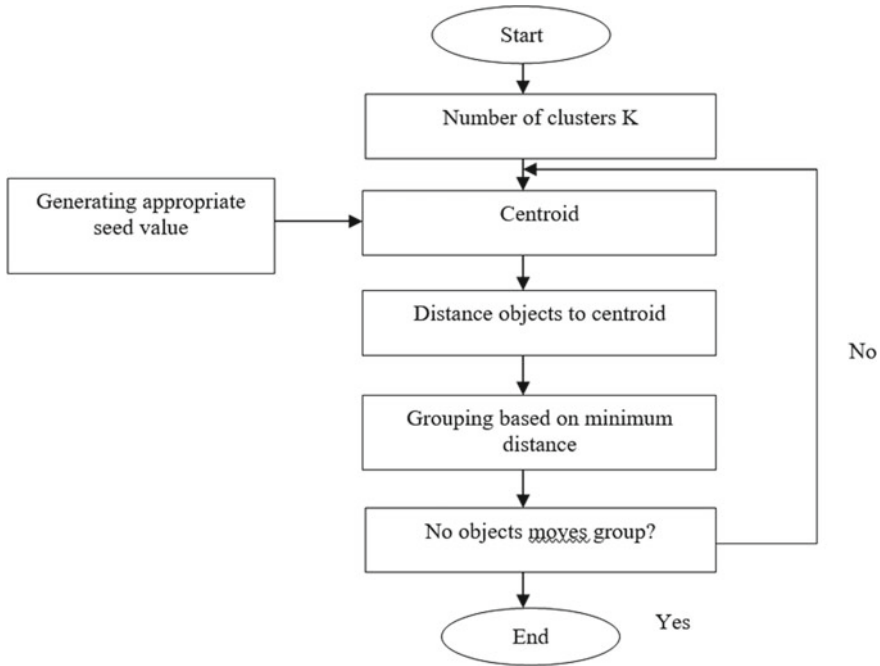 Start
Number of clusters K
Generating appropriate
seed value
Centroid
Distance objects to centroid
No
Grouping based on minimum
distance
No objects moves group?
Yes
End